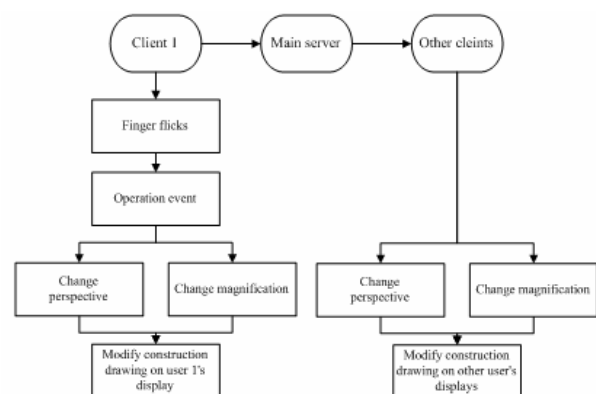 Client 1
Main server
Other cleints
Finger flicks
Operation event
Change
perspective
Change magnification
Change
perspective
Change magnification
Modify construction
drawing on user 1's
display
Modify construction
drawing on other user's
displays